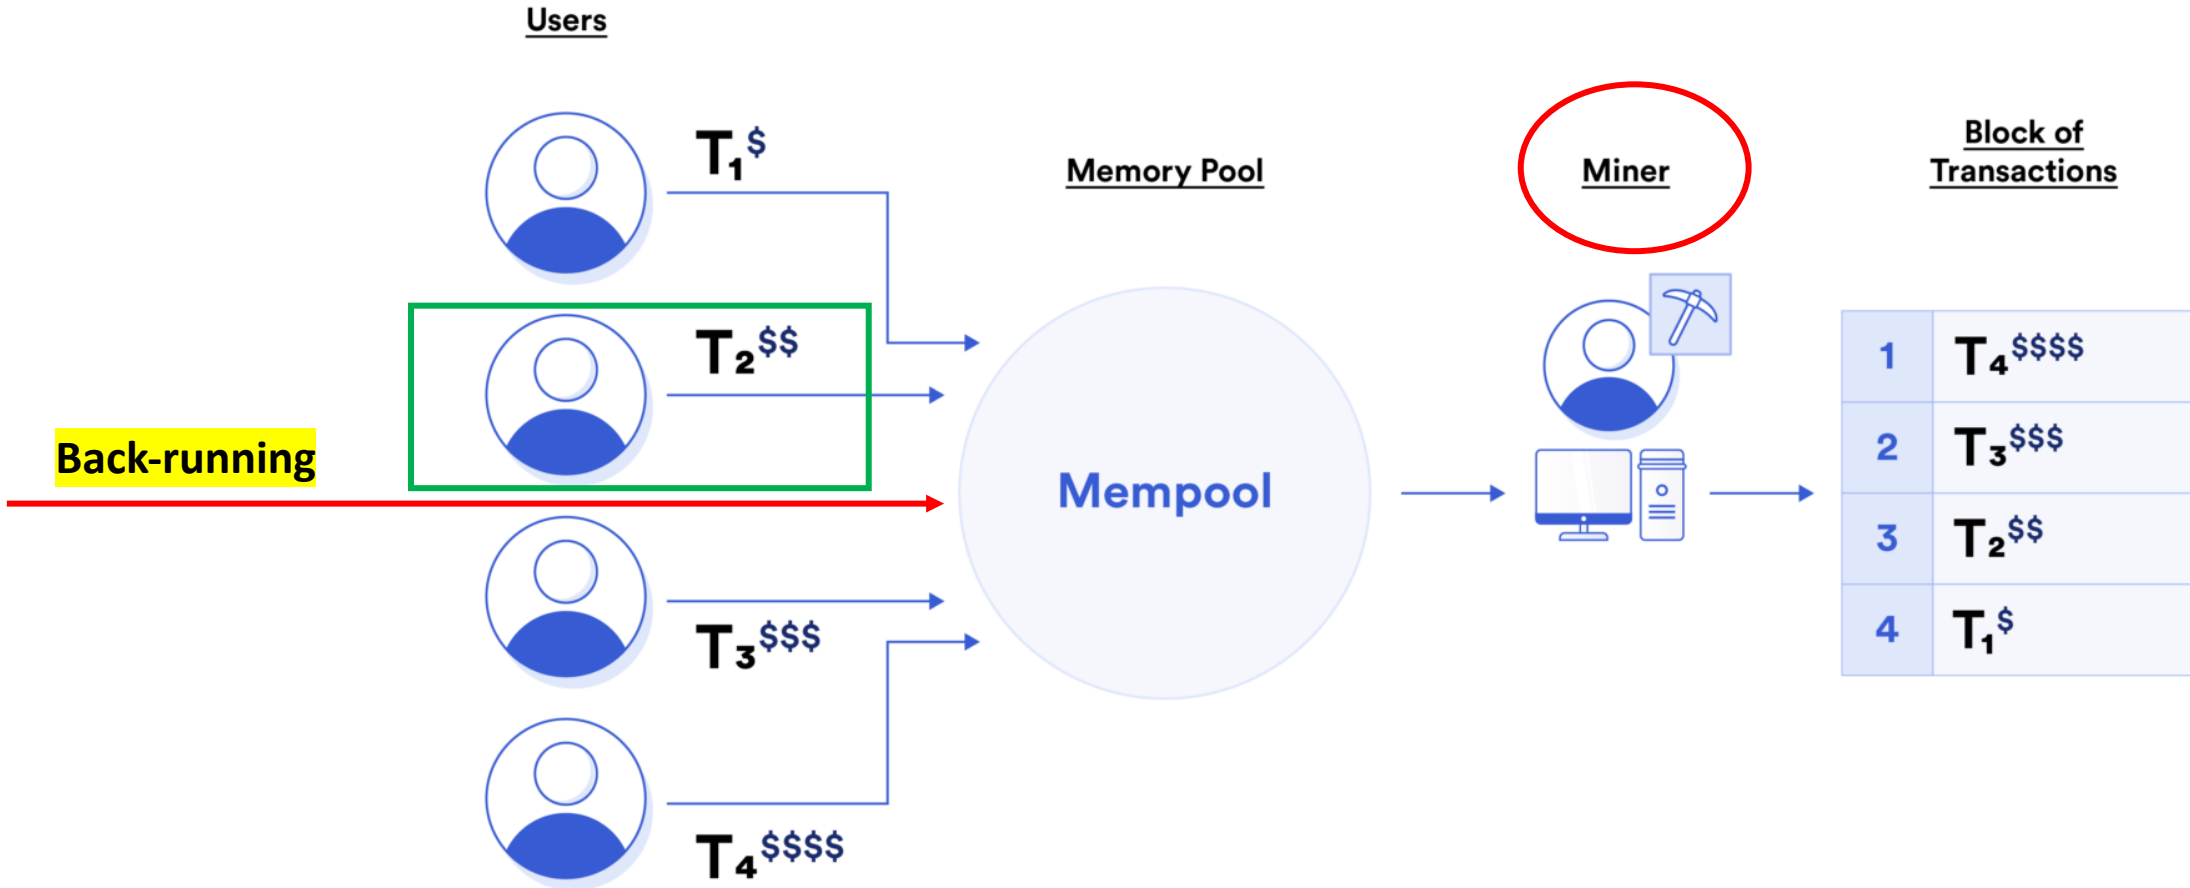 Users
T₁$
T₂$$
Back-running
T₃$$$
T₄$$$$
Memory Pool
Mempool
Miner
Block of
Transactions
1 T₄$$$$
2 T₃$$$
3 T₂$$
4 T₁$